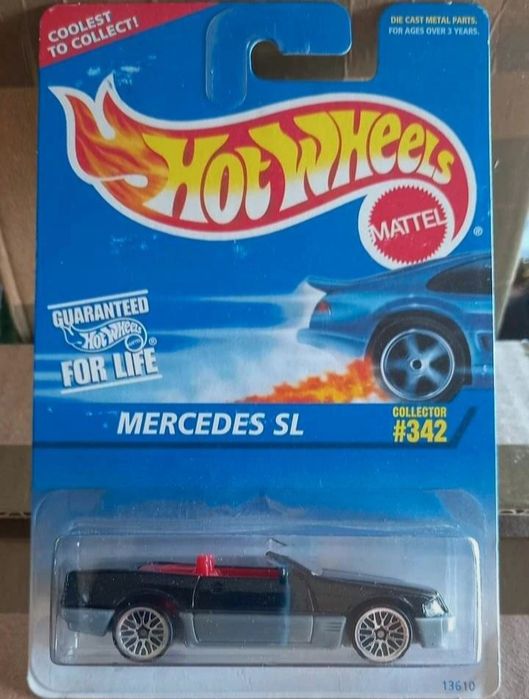 COOLEST
TO COLLECT!
DIE CAST METAL PARTS.
FOR AGES OVER 3 YEARS.
HOT WHEELS
MATTEL
®
GUARANTEED
HOT WHEELS
FOR LIFE
MERCEDES SL
COLLECTOR
#342
13610